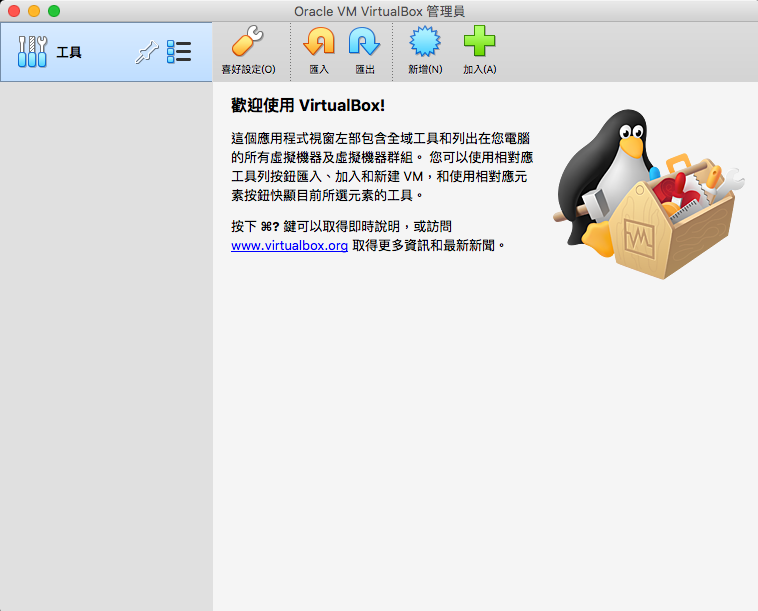 Oracle VM VirtualBox 管理員
工具
喜好設定(O)
匯入
匯出
新增(N)
加入(A)
歡迎使用 VirtualBox!
這個應用程式視窗左部包含全域工具和列出在您電腦
的所有虛擬機器及虛擬機器群組。 您可以使用相對應
工具列按鈕匯入、加入和新建 VM，和使用相對應元
素按鈕快顯目前所選元素的工具。
按下 ⌘? 鍵可以取得即時說明，或訪問
www.virtualbox.org 取得更多資訊和最新新聞。